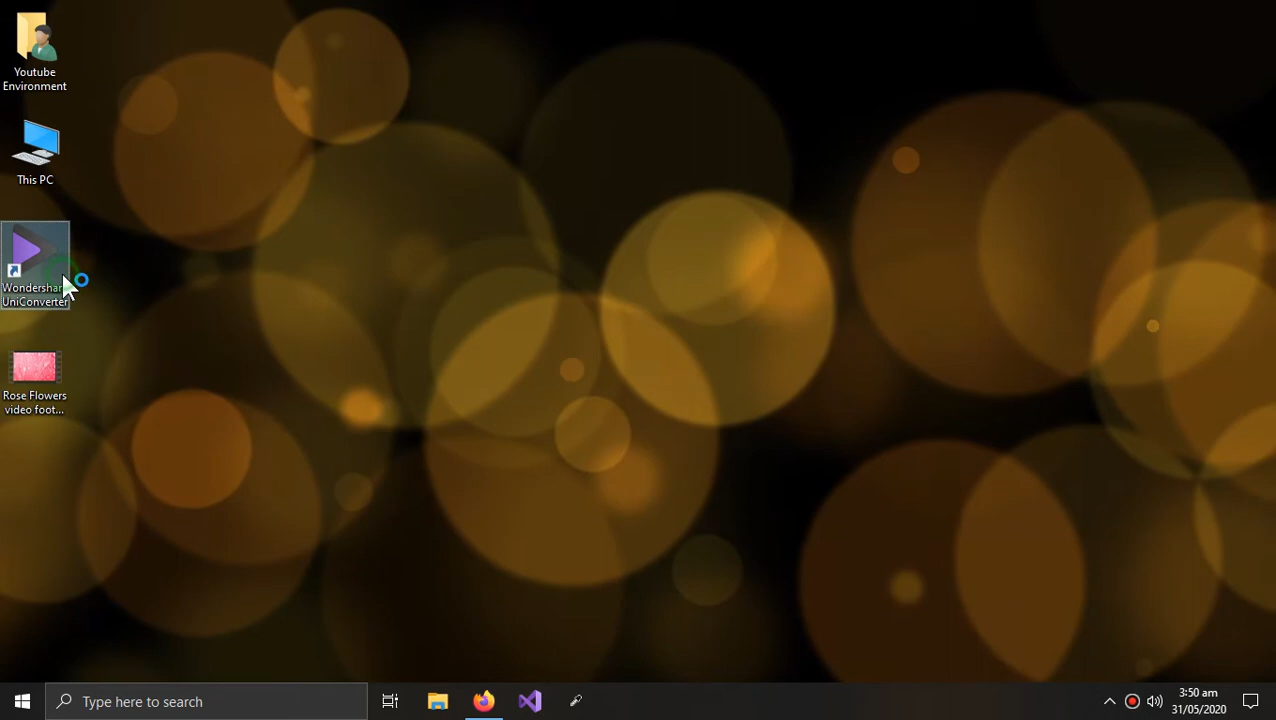 Youtube
Environment
This PC
Wondershare
UniConverter
Rose Flowers
video foot...
Type here to search
3:50 am
31/05/2020